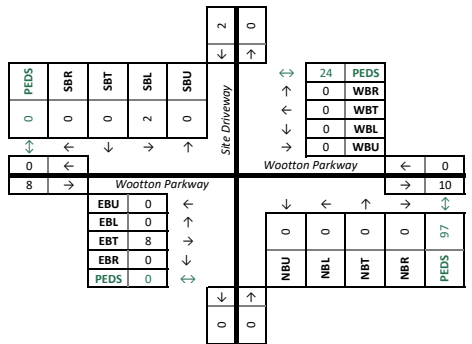 2 0
↓ ↑
PEDS SBR SBT SBL SBU
0 0 0 2 0
↕ ← ↓ → ↑
Site Driveway
↔ 24 PEDS
↑ 0 WBR
← 0 WBT
↓ 0 WBL
→ 0 WBU
0 ←
Wootton Parkway
← 0
8 →
Wootton Parkway
→ 10
EBU 0 ←
EBL 0 ↑
EBT 8 →
EBR 0 ↓
PEDS 0 ↔
↓ ← ↑ → ↕
0 0 0 0 97
NBU NBL NBT NBR PEDS
↓ ↑
0 0